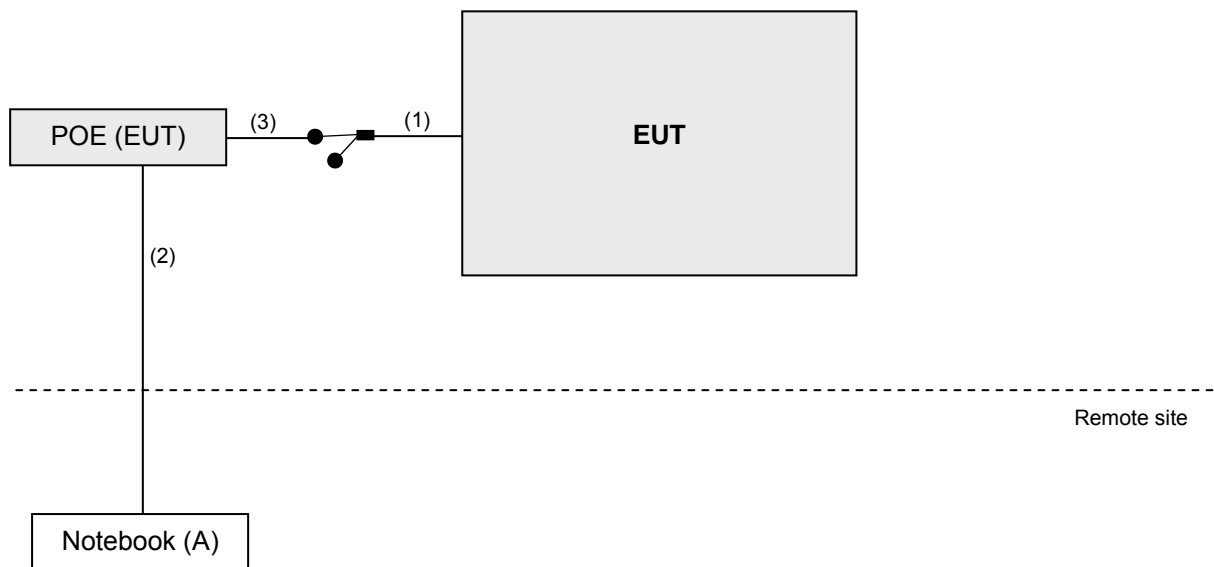 POE (EUT)
(3)
(1)
EUT
(2)
Remote site
Notebook (A)